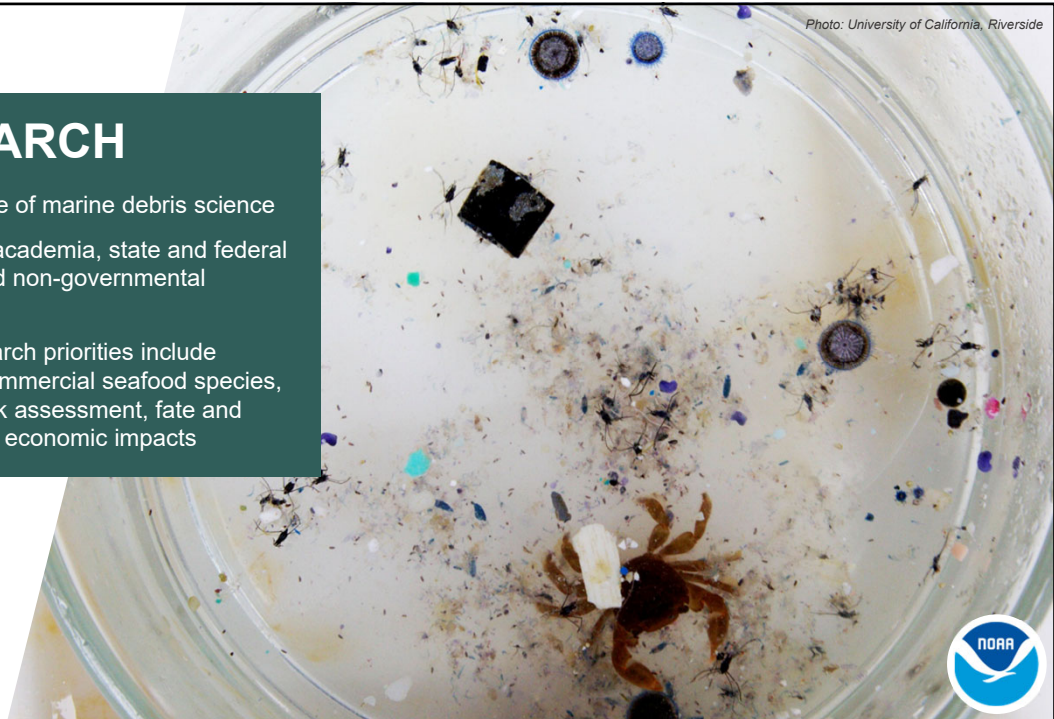 Photo: University of California, Riverside
ARCH
e of marine debris science
academia, state and federal
d non-governmental
arch priorities include
mmercial seafood species,
k assessment, fate and
economic impacts
NOAA